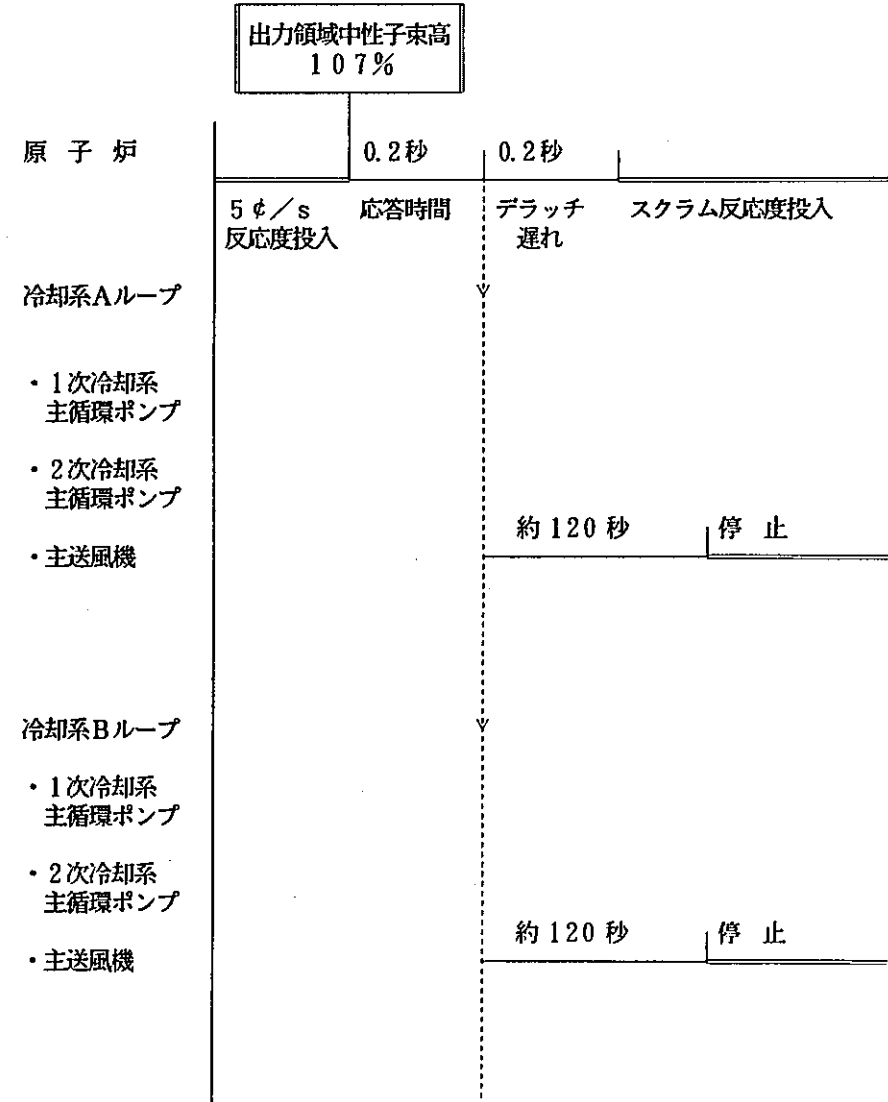 出力領域中性子束高
107%
原子炉
0.2秒
0.2秒
5¢/s
反応度投入
応答時間
デラッチ
遅れ
スクラム反応度投入
冷却系Aループ
・1次冷却系
主循環ポンプ
・2次冷却系
主循環ポンプ
約120秒
停止
・主送風機
冷却系Bループ
・1次冷却系
主循環ポンプ
・2次冷却系
主循環ポンプ
約120秒
停止
・主送風機